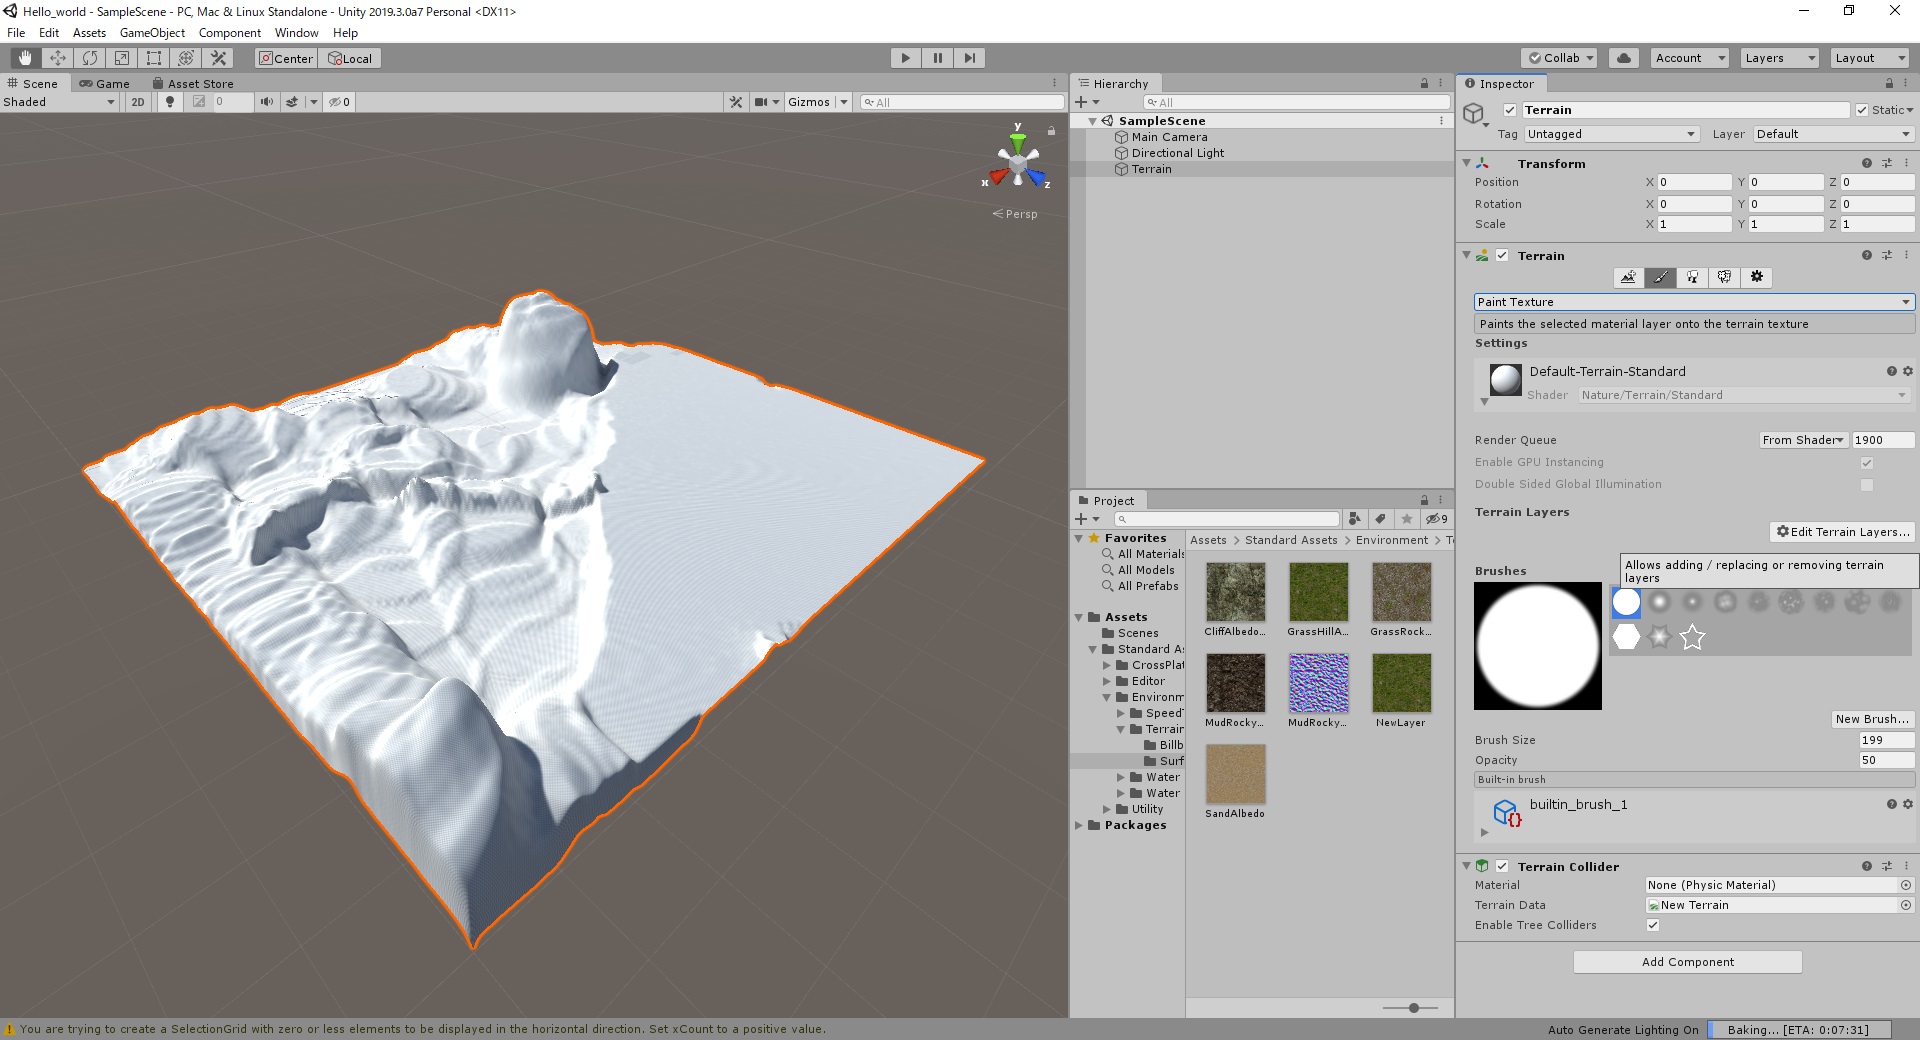 Hello_world - SampleScene - PC, Mac & Linux Standalone - Unity 2019.3.0a7 Personal <DX11>
File Edit Assets GameObject Component Window Help
Center Local
Collab Account Layers Layout
Scene Game Asset Store
Shaded 2D 0 0 Gizmos All
y
x
z
Persp
Hierarchy
All
SampleScene
Main Camera
Directional Light
Terrain
Project
9
Favorites
All Materials
All Models
All Prefabs
Assets
Scenes
Standard As
CrossPlat
Editor
Environm
SpeedT
Terrain
Billb
Surf
Water
Water
Utility
Packages
Assets > Standard Assets > Environment > T
CliffAlbedo... GrassHillA... GrassRock...
MudRocky... MudRocky... NewLayer
SandAlbedo
Inspector
Terrain Static
Tag Untagged Layer Default
Transform
Position X 0 Y 0 Z 0
Rotation X 0 Y 0 Z 0
Scale X 1 Y 1 Z 1
Terrain
Paint Texture
Paints the selected material layer onto the terrain texture
Settings
Default-Terrain-Standard
Shader Nature/Terrain/Standard
Render Queue From Shader 1900
Enable GPU Instancing
Double Sided Global Illumination
Terrain Layers
Edit Terrain Layers...
Allows adding / replacing or removing terrain
layers
Brushes
New Brush...
Brush Size 199
Opacity 50
Built-in brush
builtin_brush_1
Terrain Collider
Material None (Physic Material)
Terrain Data New Terrain
Enable Tree Colliders
Add Component
You are trying to create a SelectionGrid with zero or less elements to be displayed in the horizontal direction. Set xCount to a positive value.
Auto Generate Lighting On Baking... [ETA: 0:07:31]